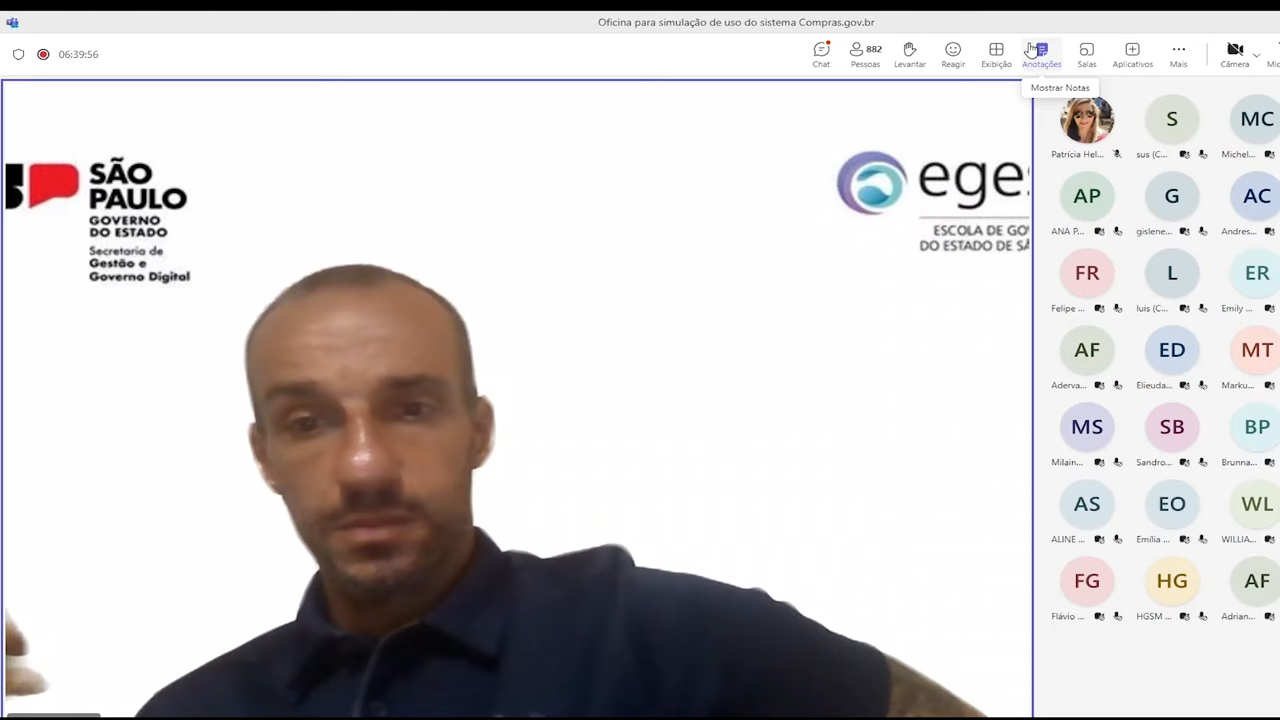 Oficina para simulação de uso do sistema Compras.gov.br
06:39:56
882
Chat
Pessoas
Levantar
Reagir
Exibição
Anotações
Salas
Aplicativos
Mais
Câmera
Mic
Mostrar Notas
SÃO
PAULO
GOVERNO
DO ESTADO
Secretaria de
Gestão e
Governo Digital
eges
ESCOLA DE GO
DO ESTADO DE S
S
MC
Patrícia Hel...
sus (C...
Michel...
AP
G
AC
ANA P...
gislene...
Andres...
FR
L
ER
Felipe ...
luis (C...
Emily ...
AF
ED
MT
Aderva...
Elieuda...
Marku...
MS
SB
BP
Milain...
Sandro...
Brunna...
AS
EO
WL
ALINE ...
Emília ...
WILLIA...
FG
HG
AF
Flávio ...
HGSM ...
Adrian...